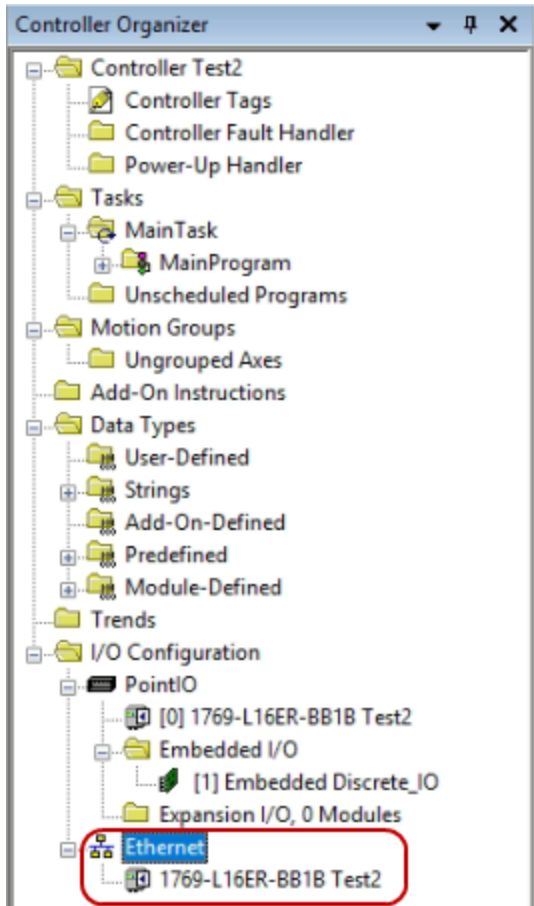 Controller Organizer
Controller Test2
Controller Tags
Controller Fault Handler
Power-Up Handler
Tasks
MainTask
MainProgram
Unscheduled Programs
Motion Groups
Ungrouped Axes
Add-On Instructions
Data Types
User-Defined
Strings
Add-On-Defined
Predefined
Module-Defined
Trends
I/O Configuration
PointIO
[0] 1769-L16ER-BB1B Test2
Embedded I/O
[1] Embedded Discrete_IO
Expansion I/O, 0 Modules
Ethernet
1769-L16ER-BB1B Test2